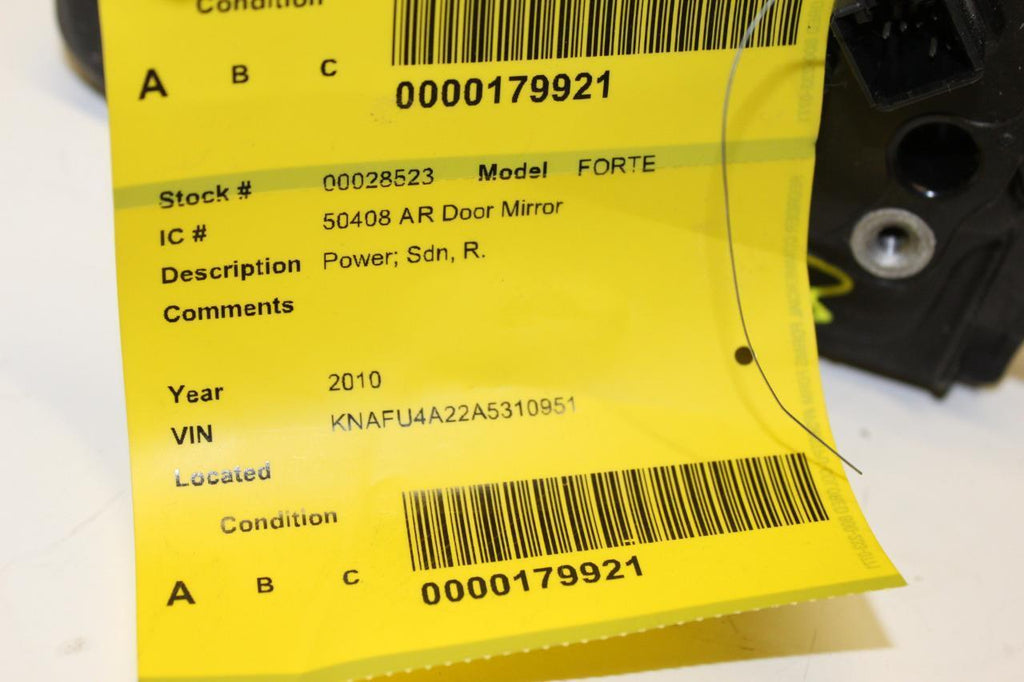 Condition
A B C
0000179921
Stock # 00028523 Model FORTE
IC # 50408 AR Door Mirror
Description Power; Sdn, R.
Comments
Year 2010
VIN KNAFU4A22A5310951
Located
Condition
A B C
0000179921